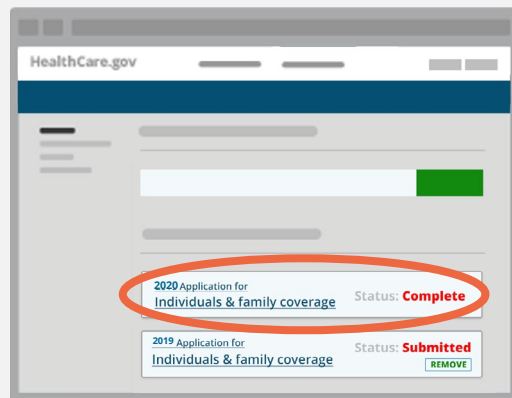 HealthCare.gov
2020 Application for
Individuals & family coverage
Status: Complete
2019 Application for
Individuals & family coverage
Status: Submitted
REMOVE